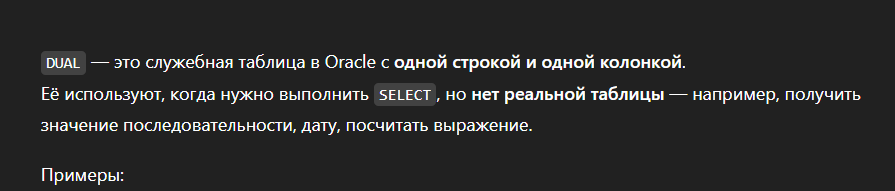 DUAL — это служебная таблица в Oracle с одной строкой и одной колонкой.
Её используют, когда нужно выполнить SELECT, но нет реальной таблицы — например, получить
значение последовательности, дату, посчитать выражение.
Примеры: